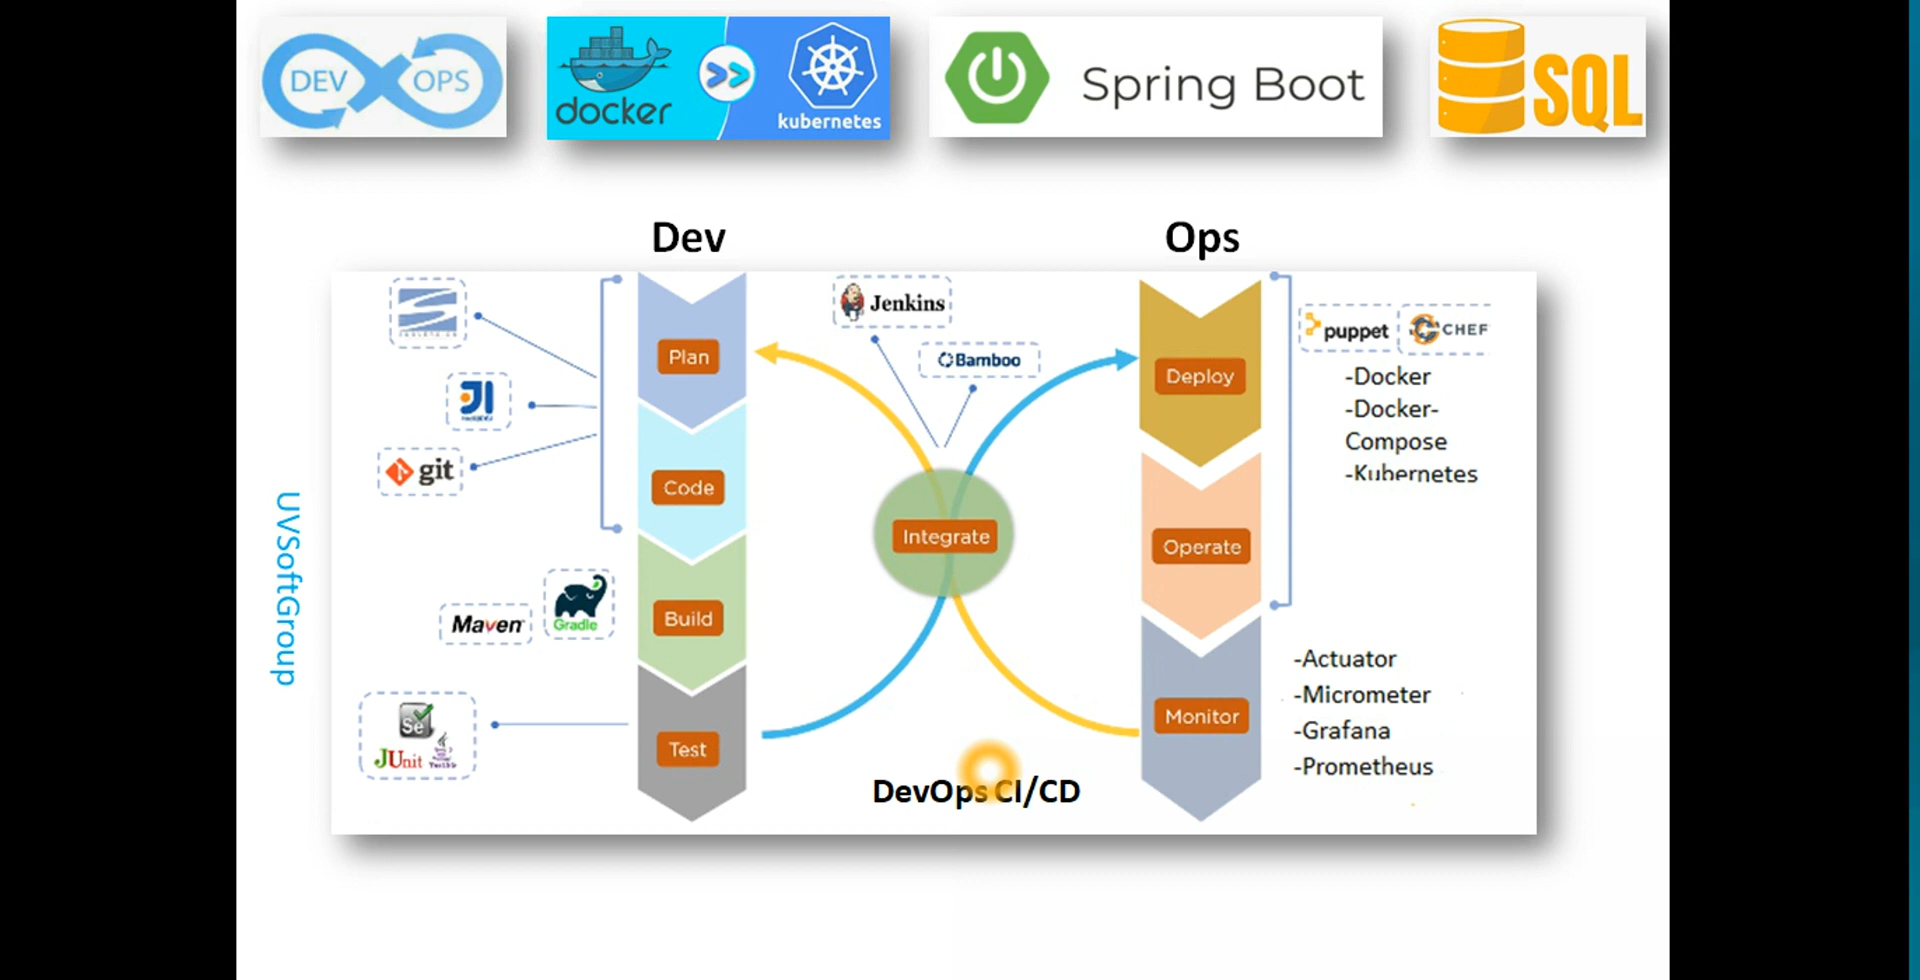 DEV OPS
docker
kubernetes
Spring Boot
SQL
Dev
Ops
Plan
Code
Build
Test
Jenkins
Bamboo
Integrate
git
Maven
Gradle
Se
JUnit
Deploy
Operate
Monitor
puppet
CHEF
-Docker
-Docker-
Compose
-Kubernetes
-Actuator
-Micrometer
-Grafana
-Prometheus
DevOps CI/CD
UVSoftGroup